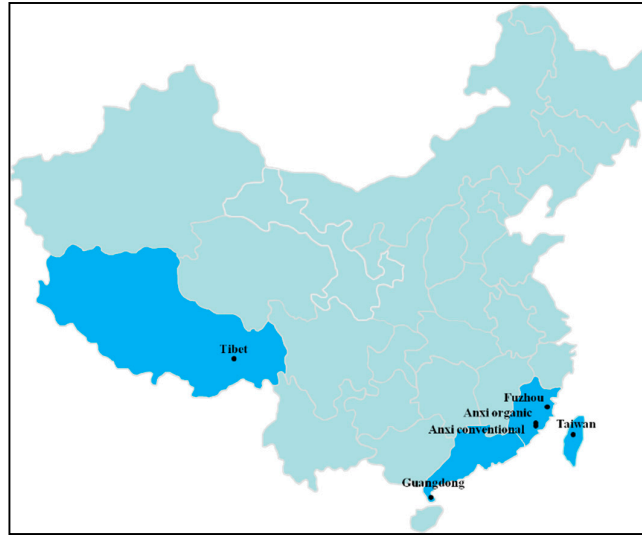 Tibet
Fuzhou
Anxi organic
Anxi conventional
Taiwan
Guangdong